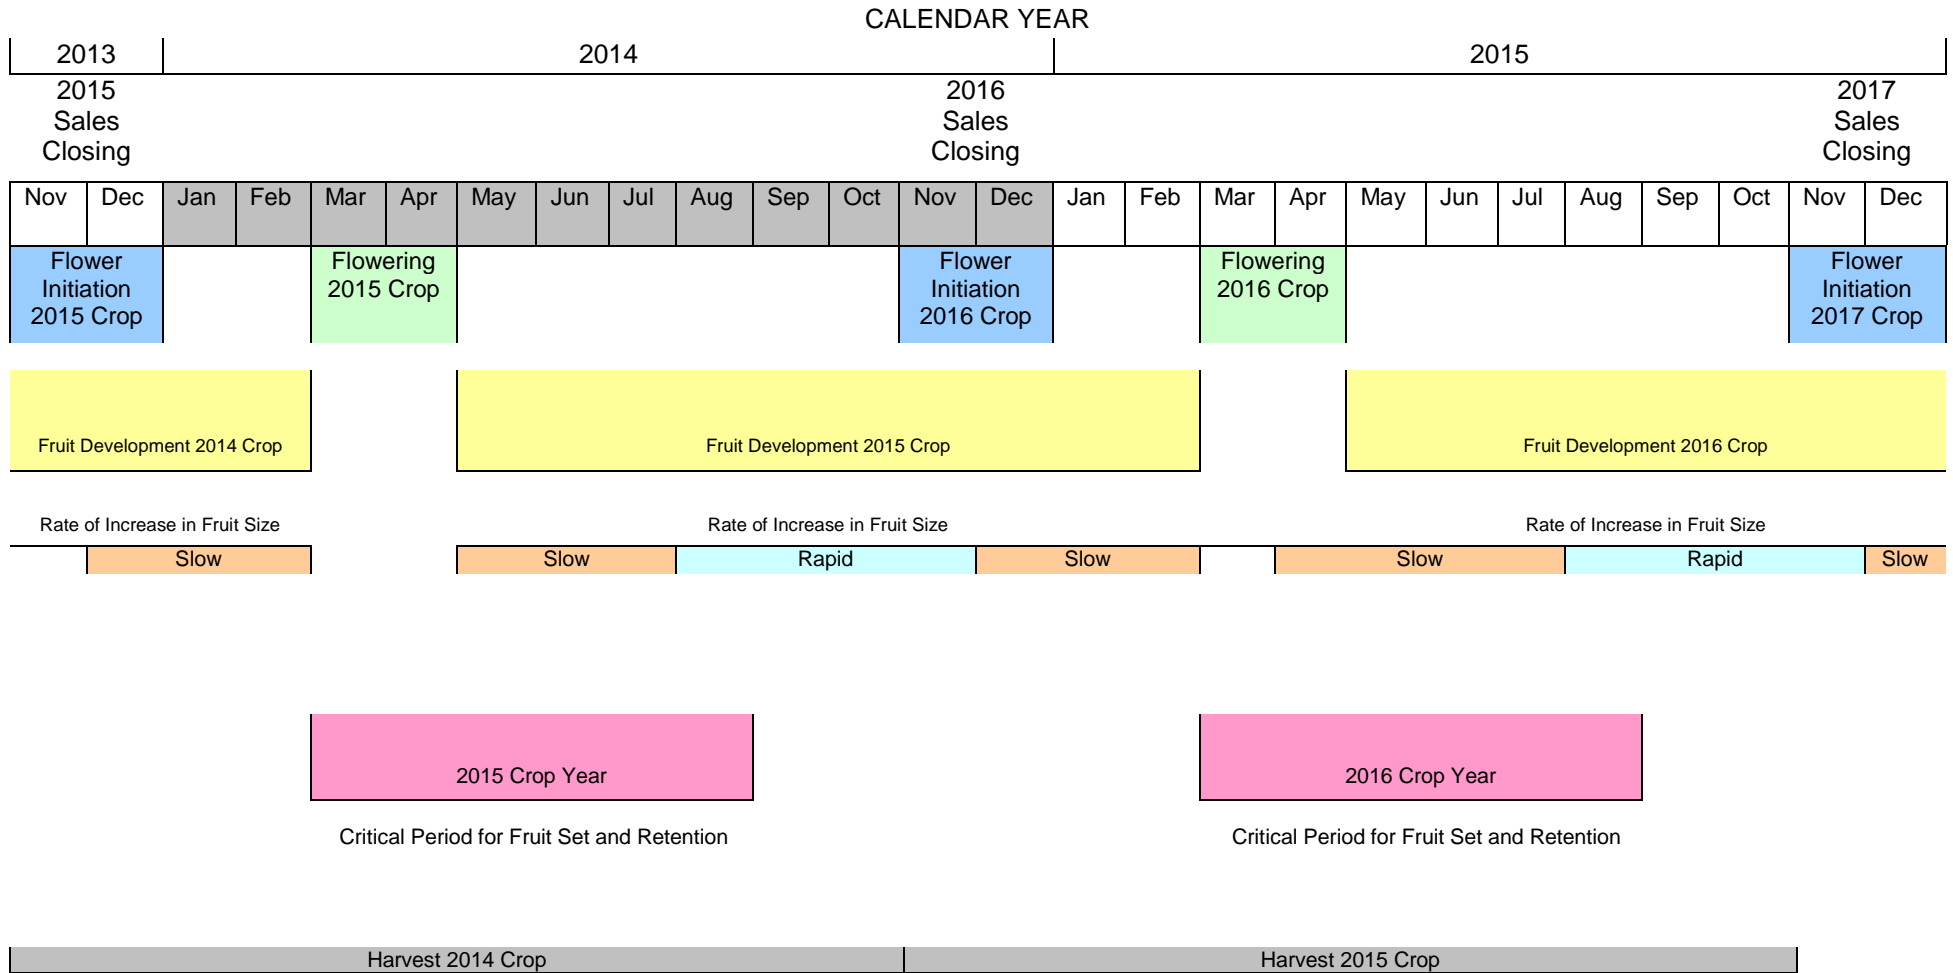 CALENDAR YEAR
2013 2014 2015
2015 2016 2017
Sales Sales Sales
Closing Closing Closing
Nov Dec Jan Feb Mar Apr May Jun Jul Aug Sep Oct Nov Dec Jan Feb Mar Apr May Jun Jul Aug Sep Oct Nov Dec
Flower Flowering Flower Flowering Flower
Initiation 2015 Crop Initiation 2016 Crop Initiation
2015 Crop 2016 Crop 2017 Crop
Fruit Development 2014 Crop Fruit Development 2015 Crop Fruit Development 2016 Crop
Rate of Increase in Fruit Size Rate of Increase in Fruit Size Rate of Increase in Fruit Size
Slow Slow Rapid Slow Slow Rapid Slow
2015 Crop Year 2016 Crop Year
Critical Period for Fruit Set and Retention Critical Period for Fruit Set and Retention
Harvest 2014 Crop Harvest 2015 Crop